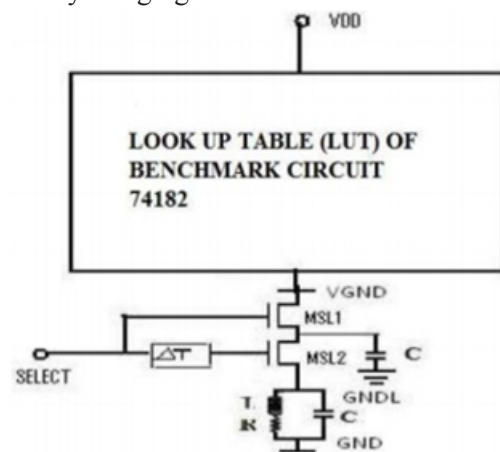 VDD
LOOK UP TABLE (LUT) OF
BENCHMARK CIRCUIT
74182
VGND
MSL1
ΔT
MSL2
C
SELECT
GNDL
C
R
GND